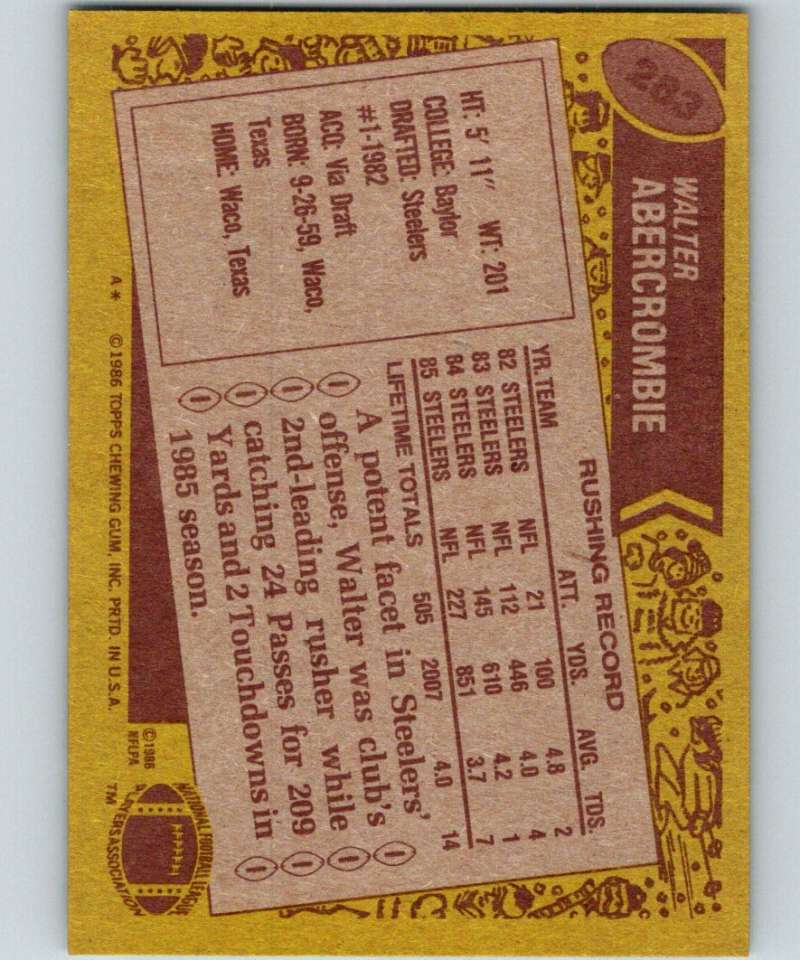 283
WALTER
ABERCROMBIE
HT: 5' 11" WT: 201
COLLEGE: Baylor
DRAFTED: Steelers
#1-1982
ACQ: Via Draft
BORN: 9-26-59, Waco,
Texas
HOME: Waco, Texas
RUSHING RECORD
YR. TEAM ATT. YDS. AVG. TDS.
82 STEELERS NFL 21 100 4.8 2
83 STEELERS NFL 112 446 4.0 4
84 STEELERS NFL 145 610 4.2 1
85 STEELERS NFL 227 851 3.7 7
LIFETIME TOTALS 505 2007 4.0 14
A potent facet in Steelers'
offense, Walter was club's
2nd-leading rusher while
catching 24 Passes for 209
Yards and 2 Touchdowns in
1985 season.
A* ©1986 TOPPS CHEWING GUM, INC. PRTD. IN U.S.A.
©1986
NFLPA
NATIONAL FOOTBALL LEAGUE
PLAYERS ASSOCIATION
TM